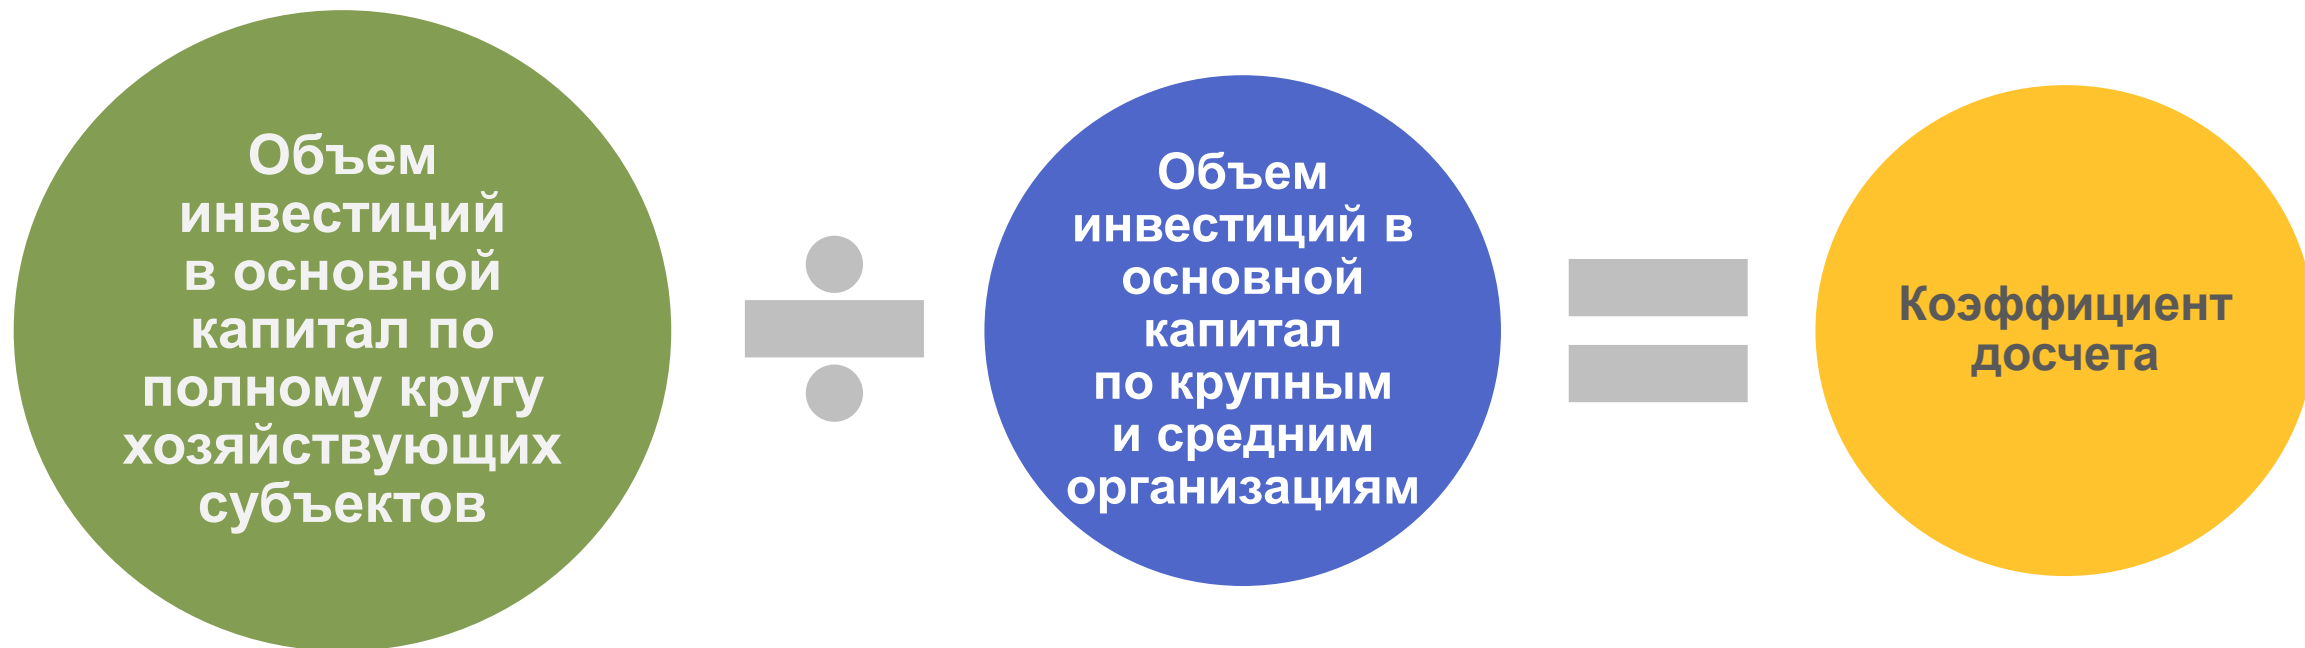 Объем
инвестиций
в основной
капитал по
полному кругу
хозяйствующих
субъектов
Объем
инвестиций в
основной
капитал
по крупным
и средним
организациям
Коэффициент
досчета